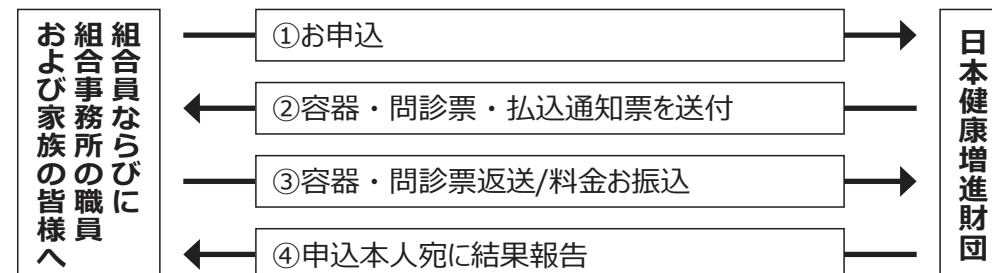 組合員ならびに
組合事務所の職員
および家族の皆様へ
①お申込
②容器・問診票・払込通知票を送付
③容器・問診票返送/料金お振込
④申込本人宛に結果報告
日本健康増進財団